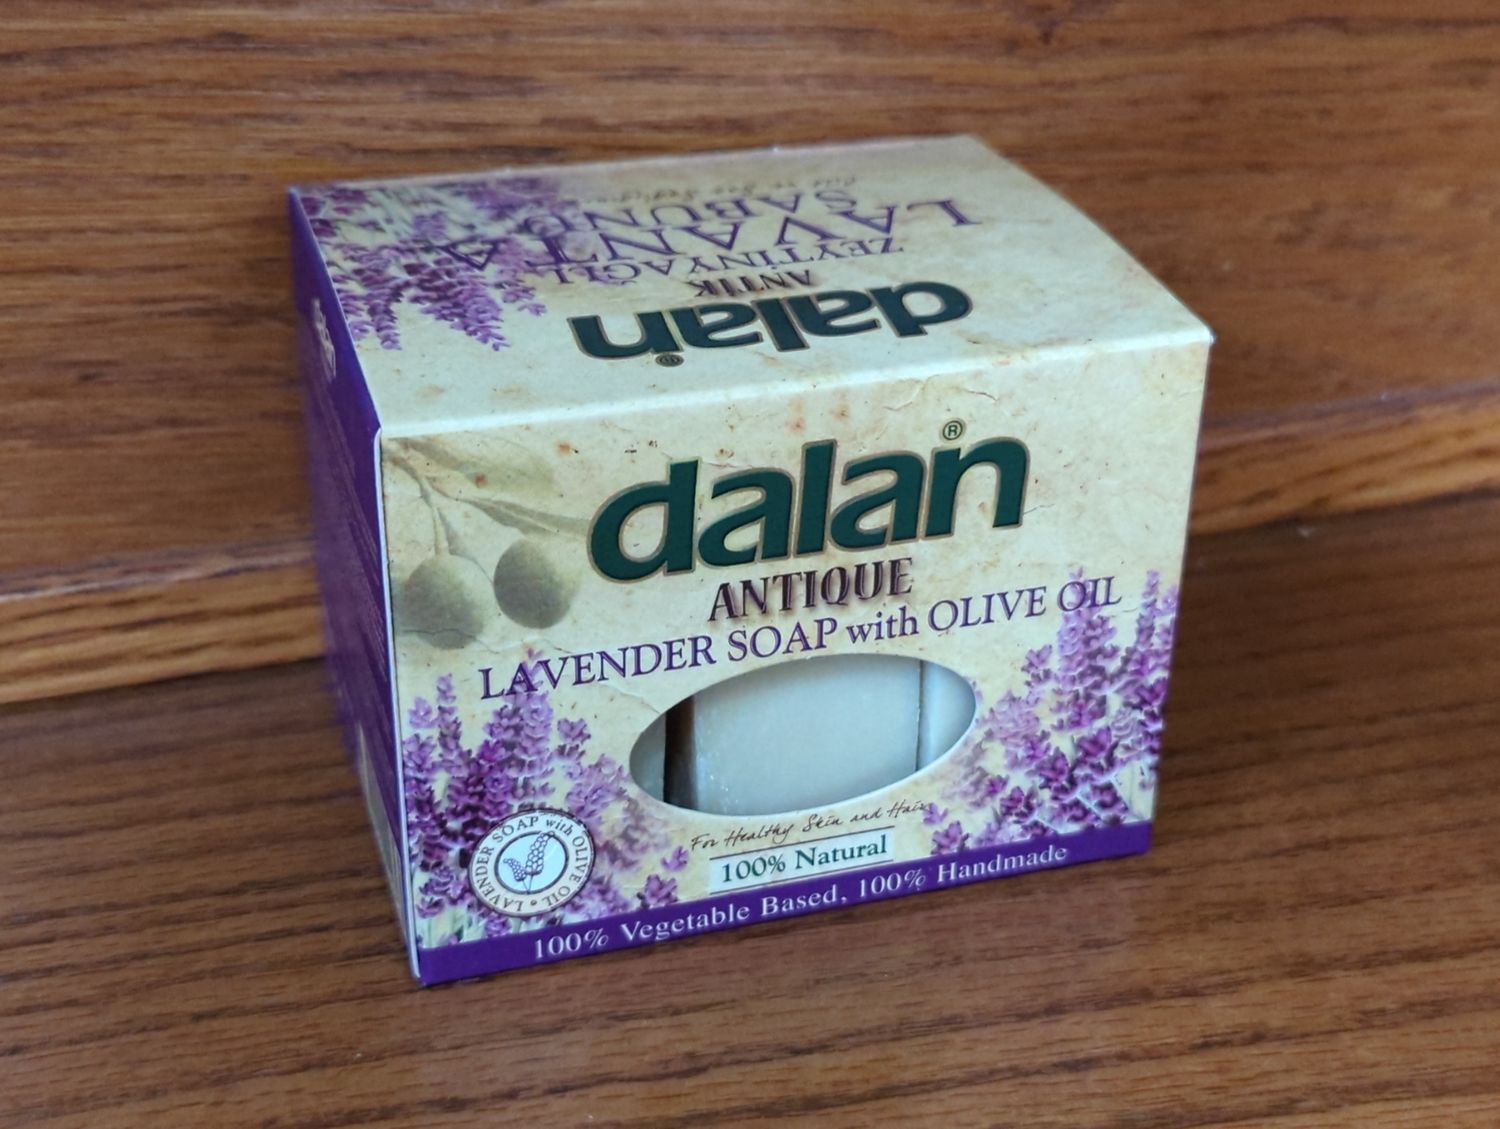 SABUNU
LAVANTA
ZEYTİNYAĞLI
ANTİK
dalan®
dalan®
ANTIQUE
LAVENDER SOAP with OLIVE OIL
For Healthy Skin and Hair
100% Natural
100% Vegetable Based, 100% Handmade
LAVENDER SOAP with OLIVE OIL •